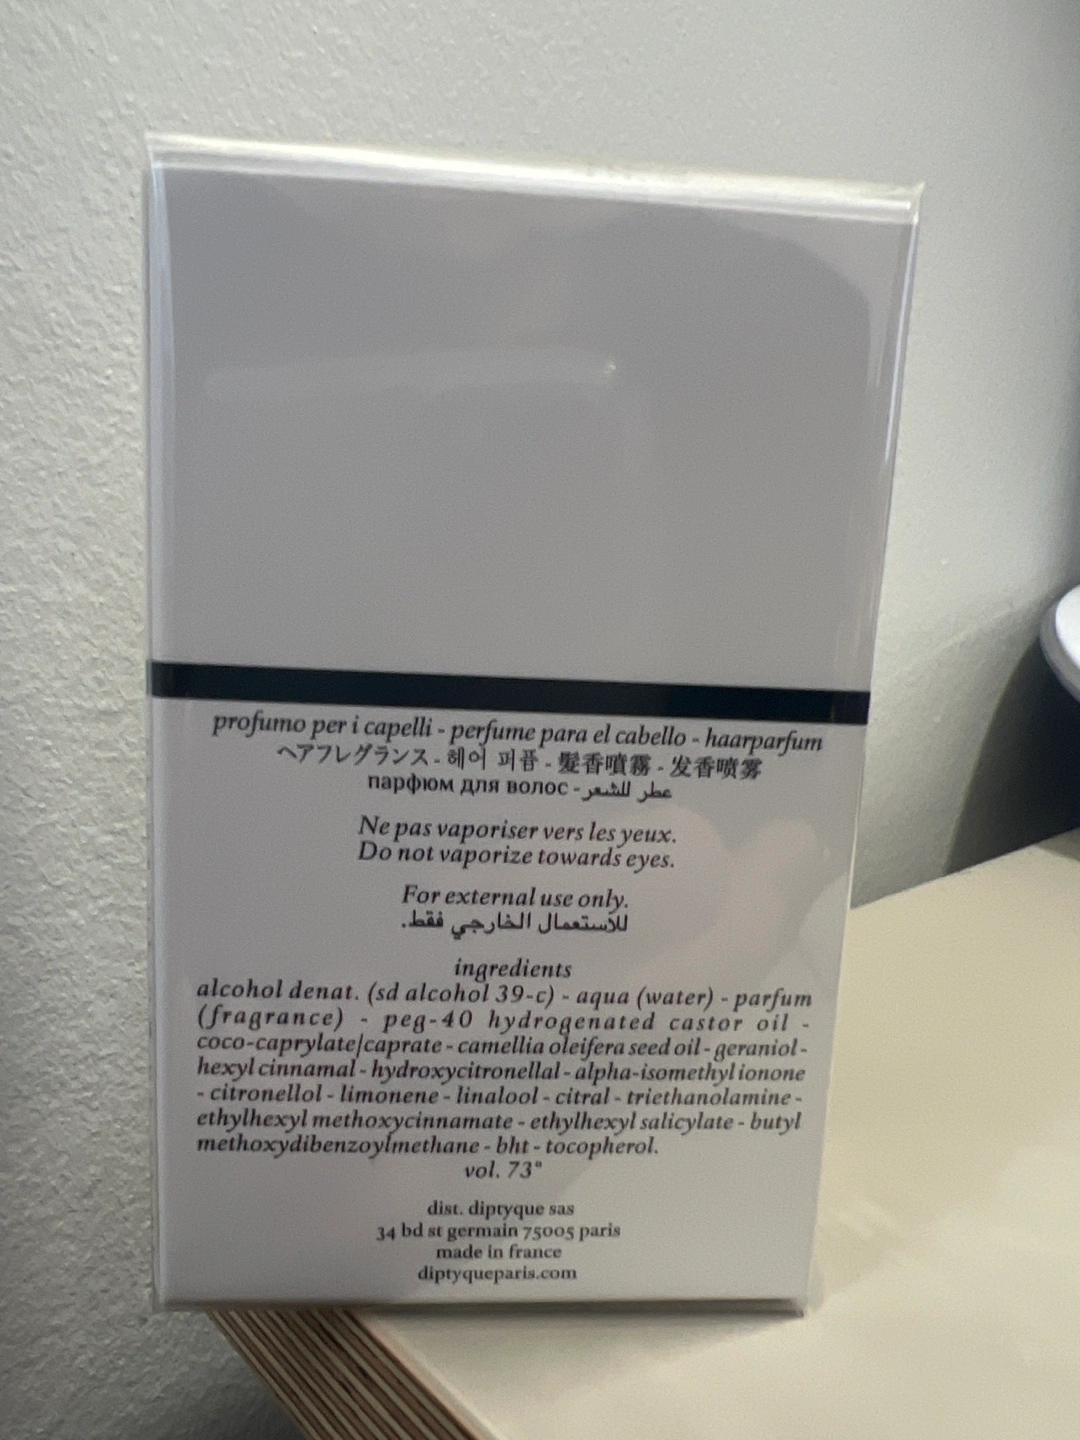 profumo per i capelli - perfume para el cabello - haarparfum
ヘアフレグランス - 헤어 퍼퓸 - 髮香噴霧 - 发香喷雾
парфюм для волос - عطر للشعر
Ne pas vaporiser vers les yeux.
Do not vaporize towards eyes.
For external use only.
للاستعمال الخارجي فقط.
ingredients
alcohol denat. (sd alcohol 39-c) - aqua (water) - parfum
(fragrance) - peg-40 hydrogenated castor oil -
coco-caprylate/caprate - camellia oleifera seed oil - geraniol -
hexyl cinnamal - hydroxycitronellal - alpha-isomethyl ionone
- citronellol - limonene - linalool - citral - triethanolamine -
ethylhexyl methoxycinnamate - ethylhexyl salicylate - butyl
methoxydibenzoylmethane - bht - tocopherol.
vol. 73°
dist. diptyque sas
34 bd st germain 75005 paris
made in france
diptyqueparis.com